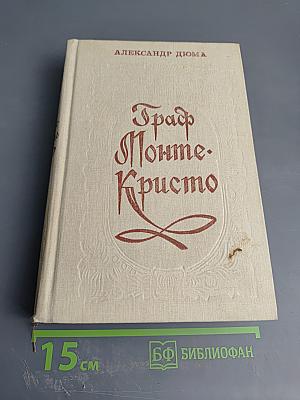 АЛЕКСАНДР ДЮМА
Граф
Монте-
Кристо
15 см
БФ БИБЛИОФАН